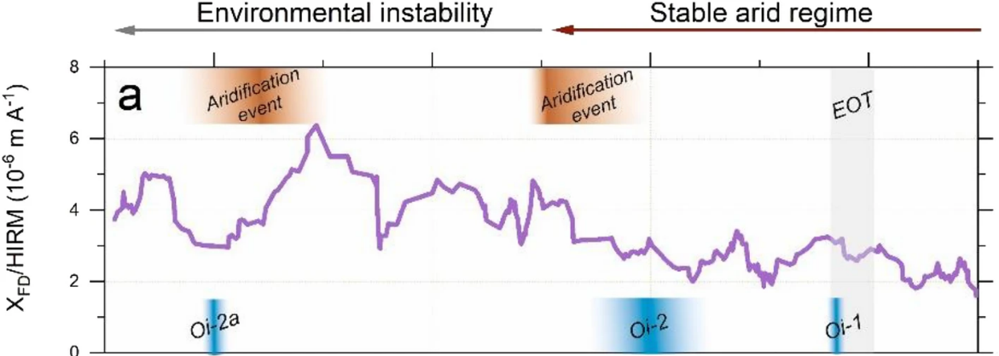 Environmental instability
Stable arid regime
a
Aridification
event
Aridification
event
EOT
8
6
4
2
0
X_FD/HIRM (10⁻⁶ m A⁻¹)
Oi-2a
Oi-2
Oi-1